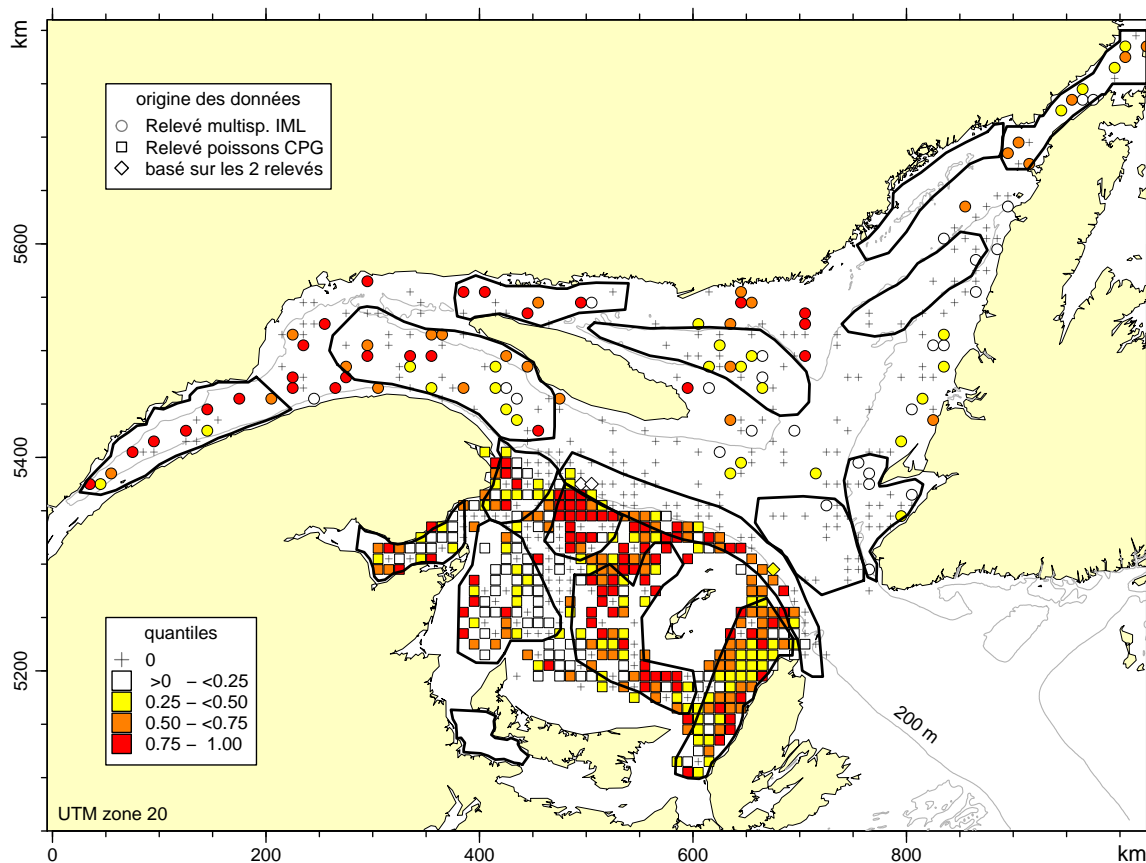 km
origine des données
Relevé multisp. IML
Relevé poissons CPG
basé sur les 2 relevés
5600
5400
5200
quantiles
0
>0 – <0.25
0.25 – <0.50
0.50 – <0.75
0.75 – 1.00
200 m
UTM zone 20
0 200 400 600 800 km